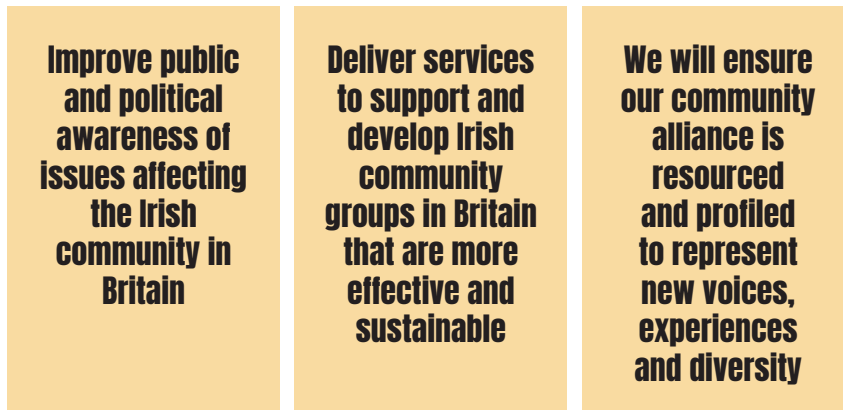 Improve public
and political
awareness of
issues affecting
the Irish
community in
Britain
Deliver services
to support and
develop Irish
community
groups in Britain
that are more
effective and
sustainable
We will ensure
our community
alliance is
resourced
and profiled
to represent
new voices,
experiences
and diversity